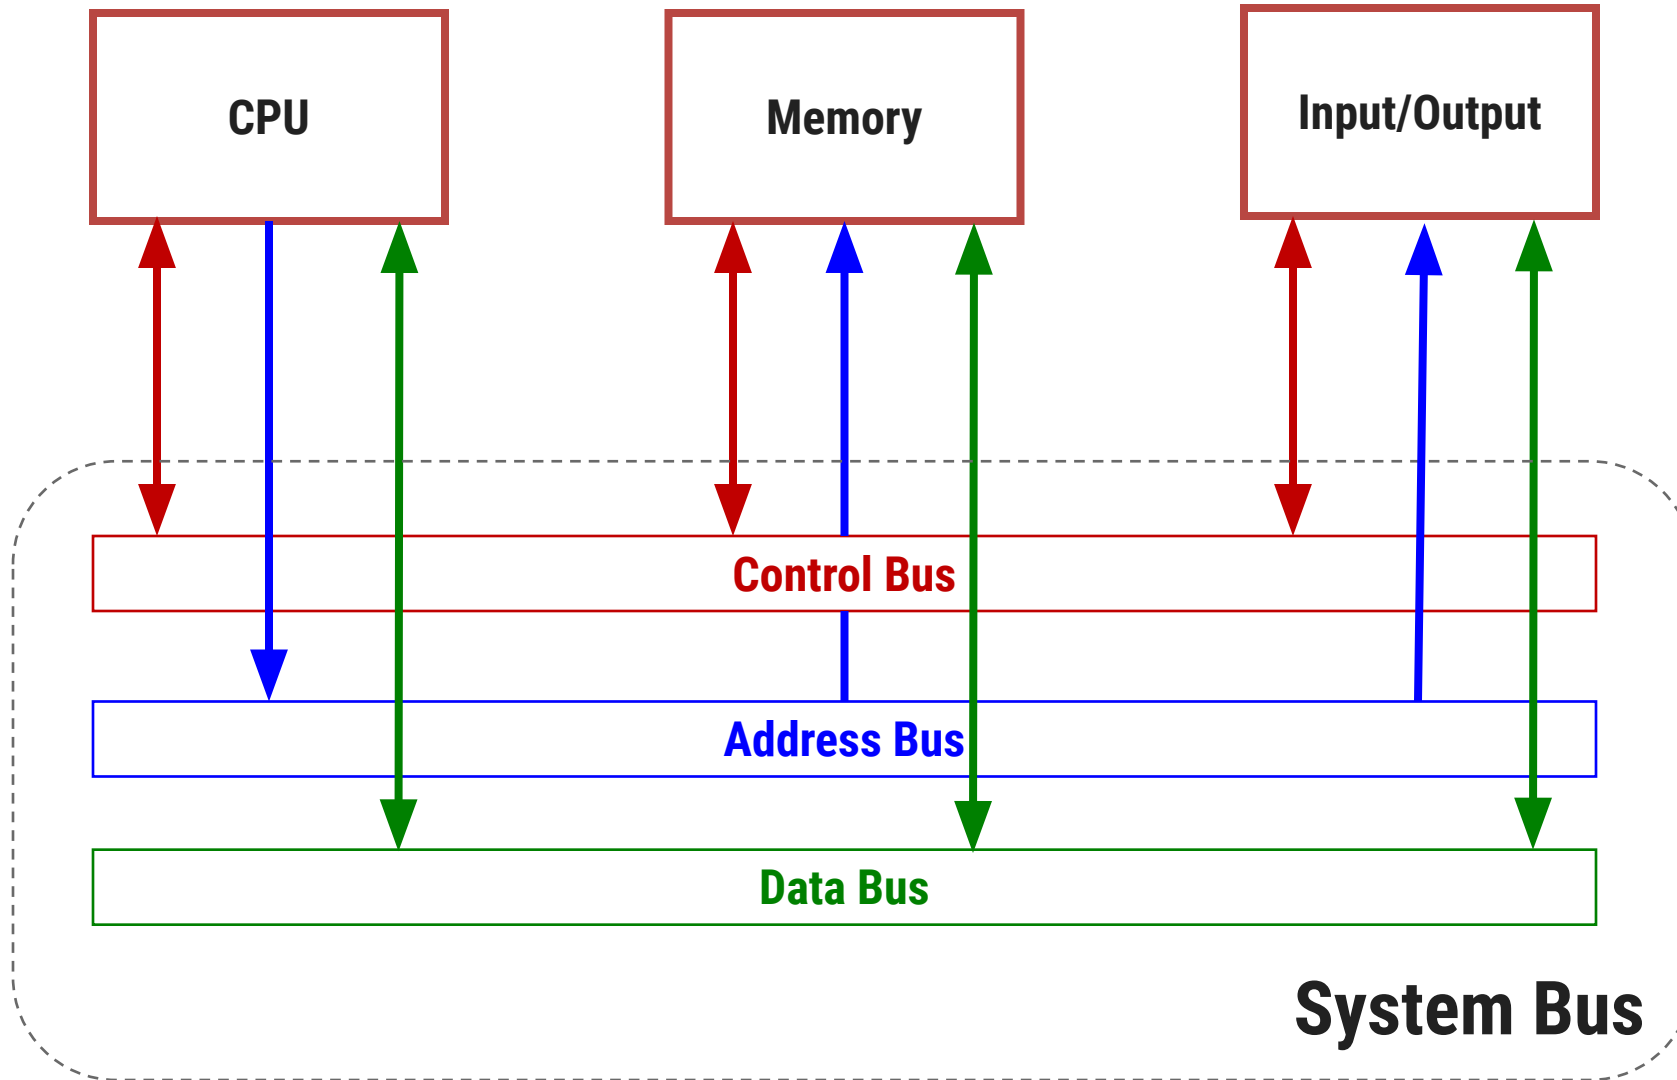 CPU
Memory
Input/Output
Control Bus
Address Bus
Data Bus
System Bus